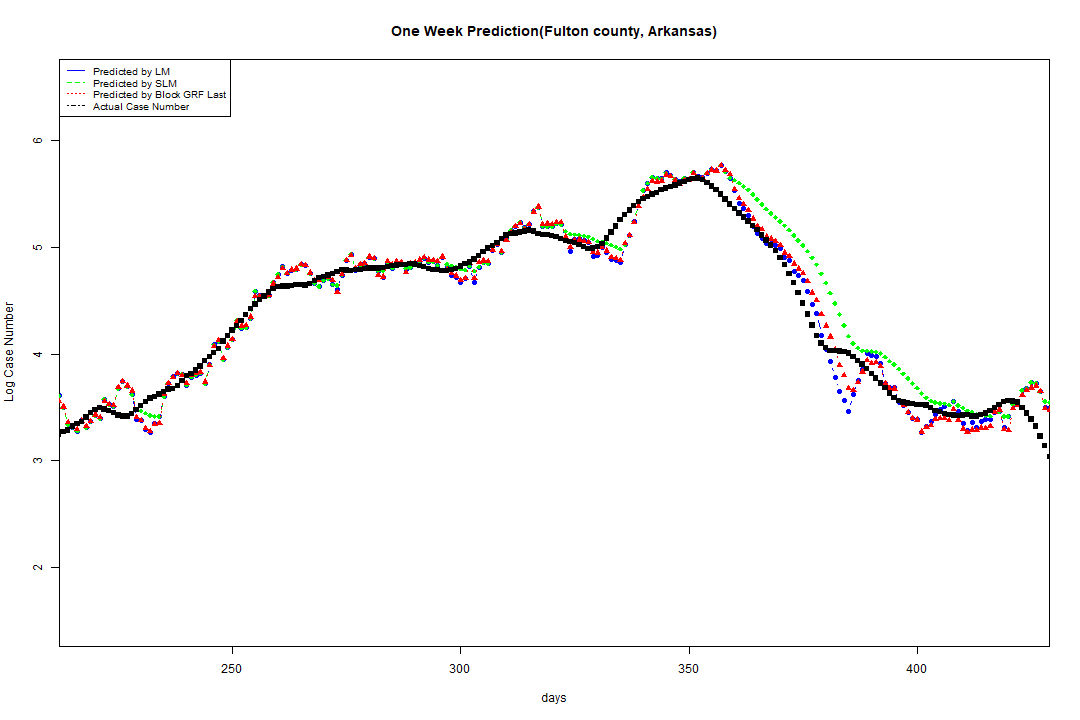 One Week Prediction(Fulton county, Arkansas)
Predicted by LM
Predicted by SLM
Predicted by Block GRF Last
Actual Case Number
6
5
4
3
2
Log Case Number
250 300 350 400
days